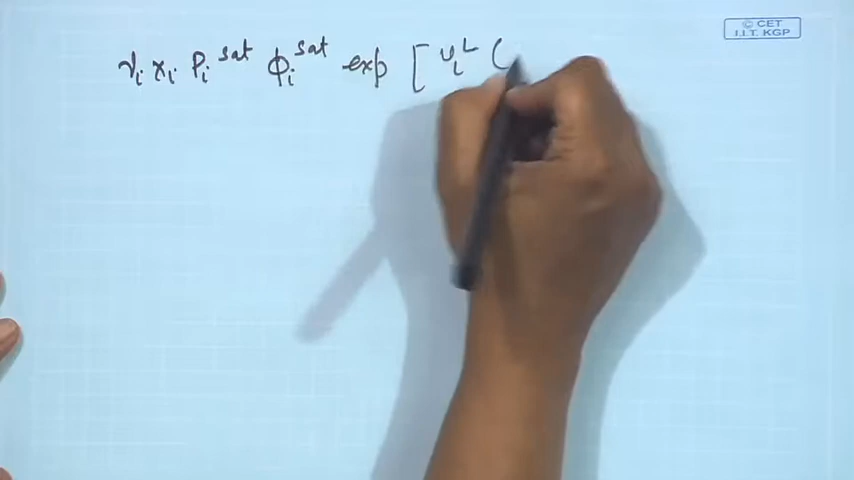 γi xi Pi^sat ϕi^sat exp [ vi^L (
© CET
I.I.T. KGP